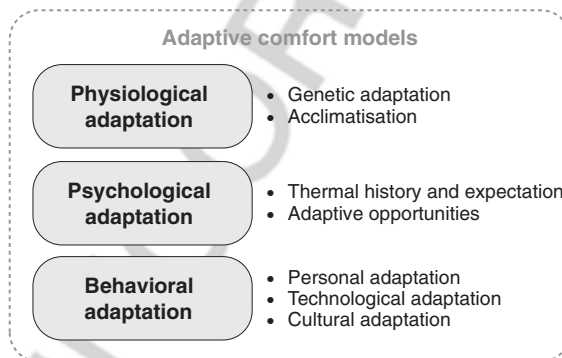 Adaptive comfort models
Physiological
adaptation
• Genetic adaptation
• Acclimatisation
Psychological
adaptation
• Thermal history and expectation
• Adaptive opportunities
Behavioral
adaptation
• Personal adaptation
• Technological adaptation
• Cultural adaptation